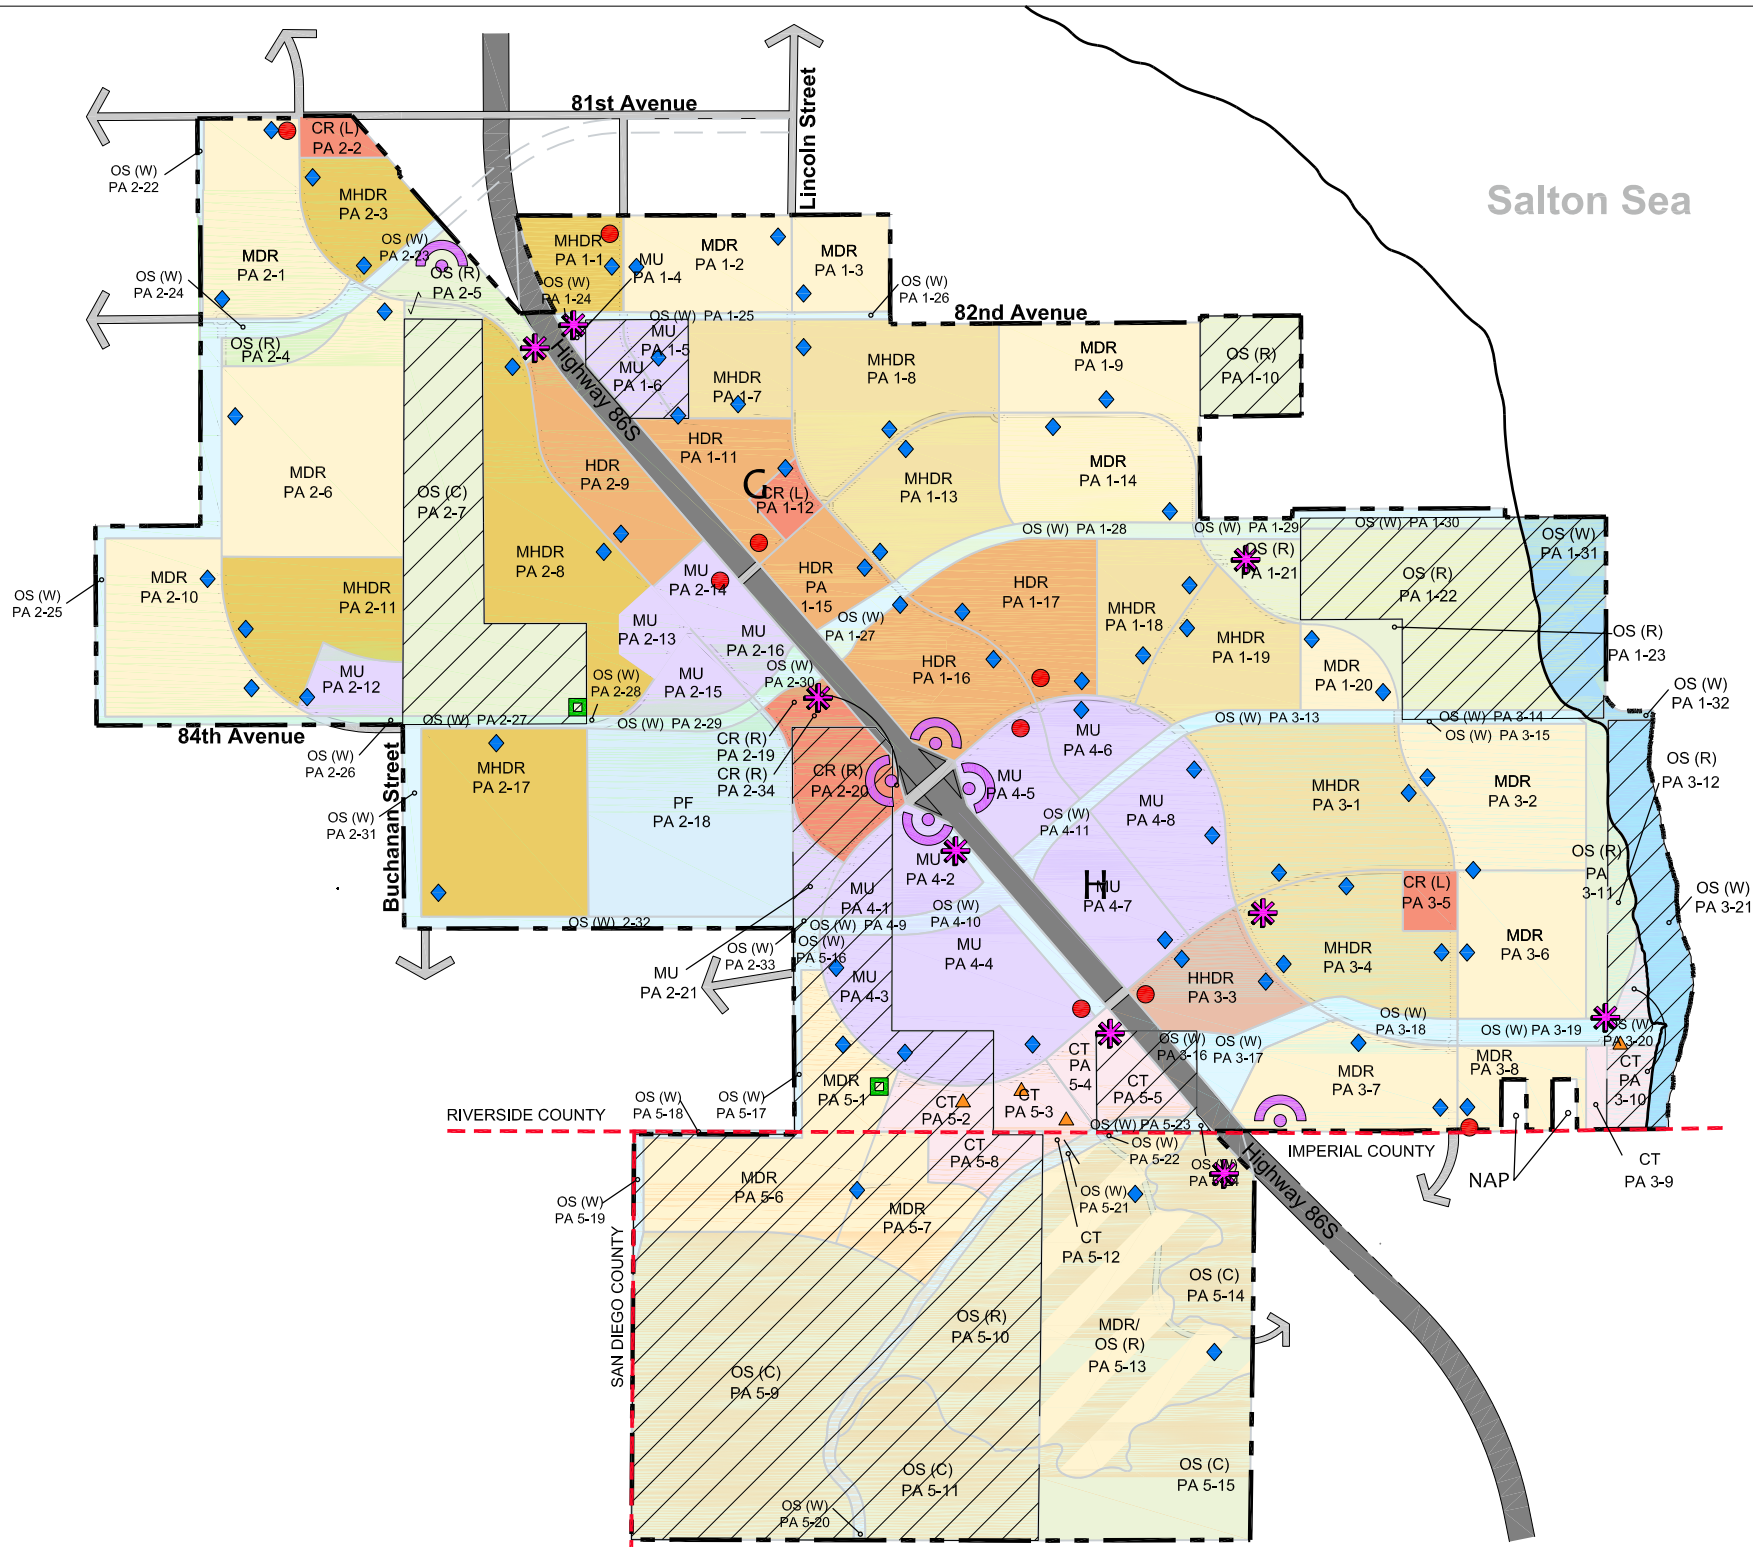 81st Avenue
Lincoln Street
Salton Sea
CR (L)
PA 2-2
OS (W)
PA 2-22
MHDR
PA 2-3
MDR
PA 2-1
OS (W)
PA 2-23
OS (R)
PA 2-5
OS (W)
PA 2-24
OS (R)
PA 2-4
MHDR
PA 1-1
MU
PA 1-4
MDR
PA 1-2
MDR
PA 1-3
OS (W)
PA 1-24
OS (W)
PA 1-26
OS (W) PA 1-25
82nd Avenue
Highway 86S
MU
PA 1-5
MU
PA 1-6
MHDR
PA 1-7
MHDR
PA 1-8
MDR
PA 1-9
OS (R)
PA 1-10
HDR
PA 1-11
G
CR (L)
PA 1-12
MHDR
PA 1-13
MDR
PA 1-14
MDR
PA 2-6
OS (C)
PA 2-7
HDR
PA 2-9
MHDR
PA 2-8
OS (W) PA 1-28
OS (W) PA 1-29
OS (W) PA 1-30
OS (W)
PA 1-31
OS (R)
PA 1-21
OS (R)
PA 1-22
MDR
PA 2-10
MHDR
PA 2-11
OS (W)
PA 2-25
MU
PA 2-12
MU
PA 2-14
MU
PA 2-13
MU
PA 2-16
MU
PA 2-15
HDR
PA
1-15
OS (W)
PA 1-27
HDR
PA 1-17
HDR
PA 1-16
MHDR
PA 1-18
MHDR
PA 1-19
MDR
PA 1-20
OS (R)
PA 1-23
OS (W)
PA 1-32
OS (W)
PA 2-30
OS (W)
PA 2-28
OS (W) PA 2-27
OS (W) PA 2-29
84th Avenue
OS (W)
PA 2-26
Buchanan Street
OS (W)
PA 2-31
MHDR
PA 2-17
PF
PA 2-18
CR (R)
PA 2-19
CR (R)
PA 2-34
CR (R)
PA 2-20
MU
PA 4-6
MU
PA 4-5
OS (W)
PA 4-11
MU
PA 4-8
OS (W) PA 3-13
OS (W) PA 3-14
OS (W) PA 3-15
OS (R)
PA 3-12
MHDR
PA 3-1
MDR
PA 3-2
OS (R)
PA
3-11
OS (W)
PA 3-21
CR (L)
PA 3-5
MU
PA 4-2
MU
PA 4-1
H
MU
PA 4-7
OS (W) 2-32
OS (W) PA 4-9
OS (W)
PA 4-10
OS (W)
PA 2-33
OS (W)
PA 5-16
MU
PA 2-21
MU
PA 4-3
MU
PA 4-4
HHDR
PA 3-3
MHDR
PA 3-4
MDR
PA 3-6
OS (W)
PA 3-18
OS (W) PA 3-19
OS (W)
PA 3-20
OS (W)
PA 3-16
OS (W)
PA 3-17
MDR
PA 3-7
MDR
PA 3-8
CT
PA
3-10
MDR
PA 5-1
CT
PA 5-2
CT
PA 5-3
CT
PA
5-4
CT
PA 5-5
OS (W)
PA 5-18
OS (W)
PA 5-17
RIVERSIDE COUNTY
OS (W) PA 5-23
OS (W)
PA 5-22
OS (W)
IMPERIAL COUNTY
NAP
CT
PA 3-9
CT
PA 5-8
MDR
PA 5-6
MDR
PA 5-7
OS (W)
PA 5-19
OS (W)
PA 5-21
CT
PA 5-12
Highway 86S
SAN DIEGO COUNTY
OS (C)
PA 5-14
OS (R)
PA 5-10
MDR/
OS (R)
PA 5-13
OS (C)
PA 5-9
OS (C)
PA 5-11
OS (C)
PA 5-15
OS (W)
PA 5-20